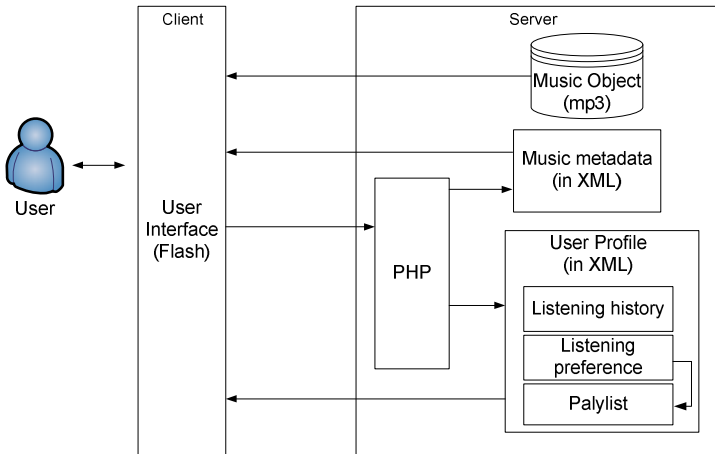 Client
Server
Music Object
(mp3)
Music metadata
(in XML)
User
User
Interface
(Flash)
PHP
User Profile
(in XML)
Listening history
Listening
preference
Palylist